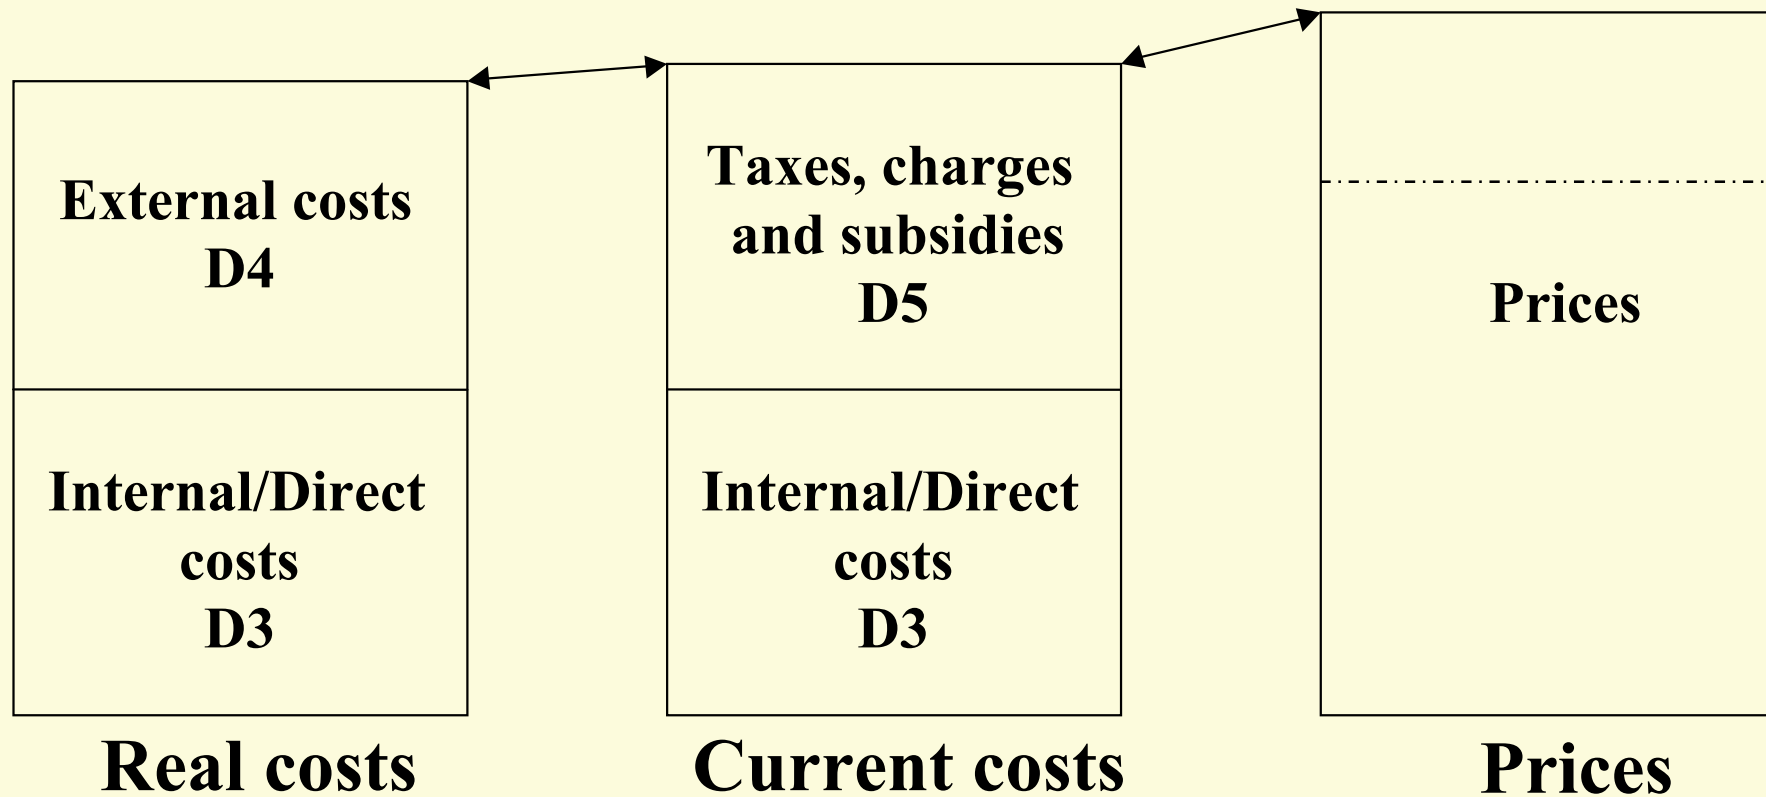 External costs
D4
Internal/Direct
costs
D3
Real costs
Taxes, charges
and subsidies
D5
Internal/Direct
costs
D3
Current costs
Prices
Prices